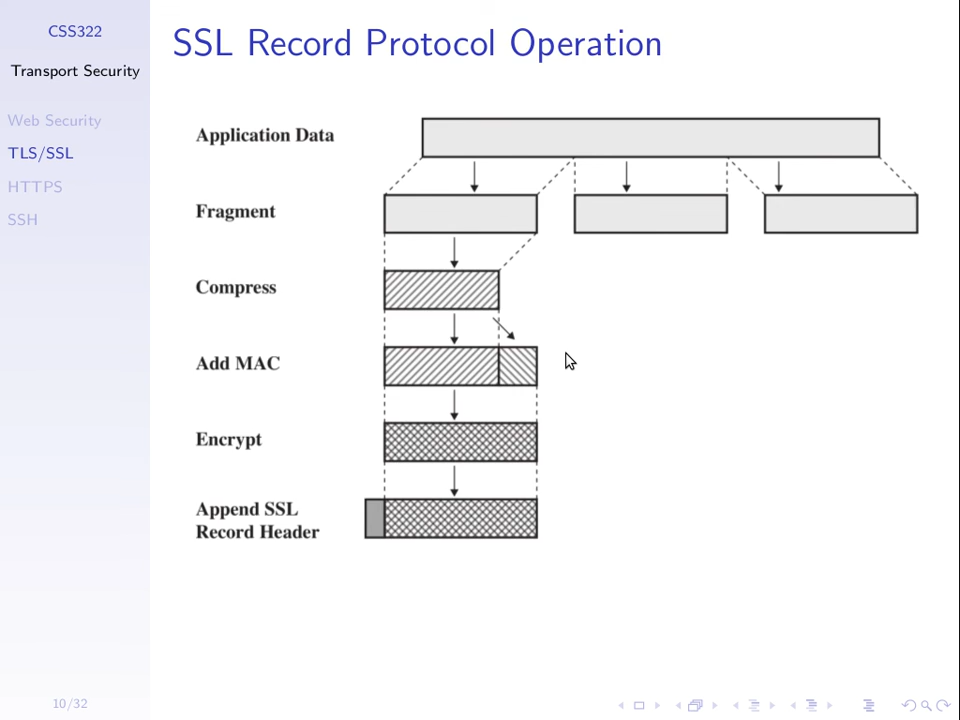 CSS322
Transport Security
Web Security
TLS/SSL
HTTPS
SSH
SSL Record Protocol Operation
Application Data
Fragment
Compress
Add MAC
Encrypt
Append SSL
Record Header
10/32